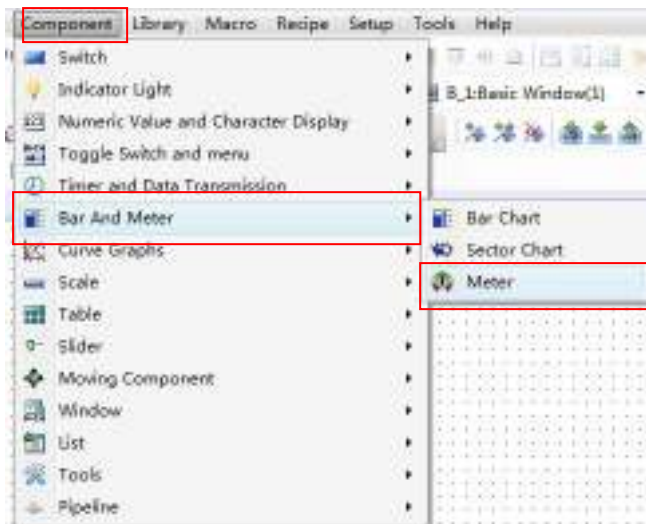 Component Library Macro Recipe Setup Tools Help
Switch
Indicator Light
B_1:Basic Window(1)
Numeric Value and Character Display
Toggle Switch and menu
Timer and Data Transmission
Bar And Meter
Bar Chart
Curve Graphs
Sector Chart
Scale
Meter
Table
Slider
Moving Component
Window
List
Tools
Pipeline